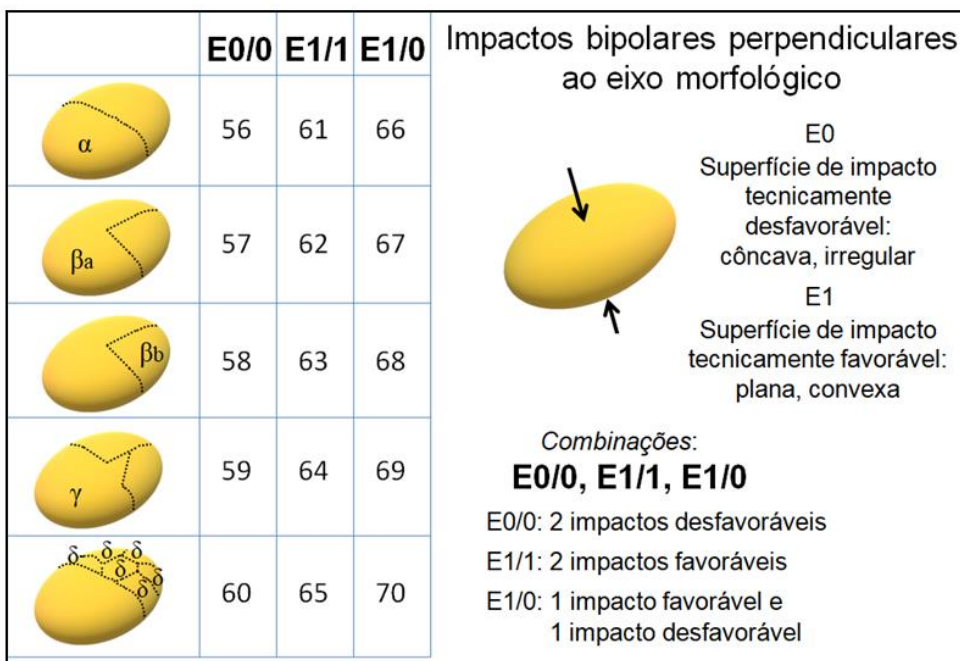 E0/0 E1/1 E1/0
α 56 61 66
βa 57 62 67
βb 58 63 68
γ 59 64 69
δ δ δ δ δ δ 60 65 70
Impactos bipolares perpendiculares
ao eixo morfológico
E0
Superfície de impacto
tecnicamente
desfavorável:
côncava, irregular
E1
Superfície de impacto
tecnicamente favorável:
plana, convexa
Combinações:
E0/0, E1/1, E1/0
E0/0: 2 impactos desfavoráveis
E1/1: 2 impactos favoráveis
E1/0: 1 impacto favorável e
1 impacto desfavorável